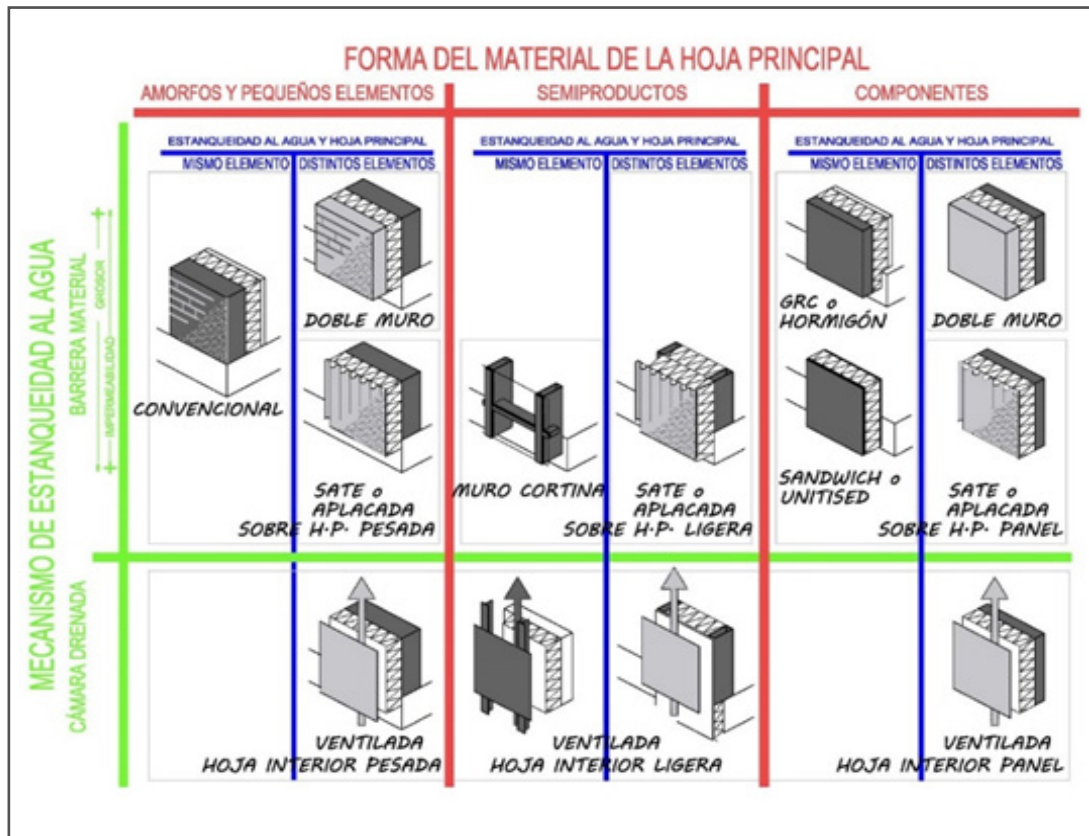 FORMA DEL MATERIAL DE LA HOJA PRINCIPAL
AMORFOS Y PEQUEÑOS ELEMENTOS
SEMIPRODUCTOS
COMPONENTES
ESTANQUEIDAD AL AGUA Y HOJA PRINCIPAL
MISMO ELEMENTO
DISTINTOS ELEMENTOS
ESTANQUEIDAD AL AGUA Y HOJA PRINCIPAL
MISMO ELEMENTO
DISTINTOS ELEMENTOS
ESTANQUEIDAD AL AGUA Y HOJA PRINCIPAL
MISMO ELEMENTO
DISTINTOS ELEMENTOS
MECANISMO DE ESTANQUEIDAD AL AGUA
BARRERA MATERIAL
GROSOR
IMPERMEABILIDAD
CONVENCIONAL
DOBLE MURO
GRC o
HORMIGÓN
DOBLE MURO
SATE o
APLACADA
SOBRE H.P. PESADA
MURO CORTINA
SATE o
APLACADA
SOBRE H.P. LIGERA
SANDWICH o
UNITISED
SATE o
APLACADA
SOBRE H.P. PANEL
CÁMARA DRENADA
VENTILADA
HOJA INTERIOR PESADA
VENTILADA
HOJA INTERIOR LIGERA
VENTILADA
HOJA INTERIOR PANEL